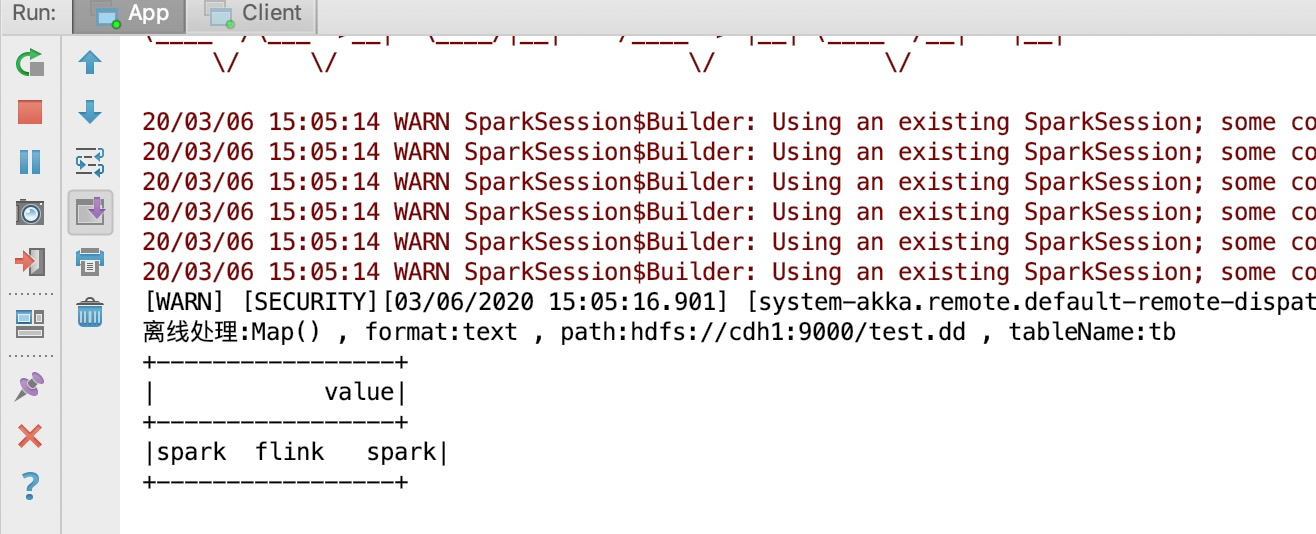 Run: App Client
20/03/06 15:05:14 WARN SparkSession$Builder: Using an existing SparkSession; some co
20/03/06 15:05:14 WARN SparkSession$Builder: Using an existing SparkSession; some co
20/03/06 15:05:14 WARN SparkSession$Builder: Using an existing SparkSession; some co
20/03/06 15:05:14 WARN SparkSession$Builder: Using an existing SparkSession; some co
20/03/06 15:05:14 WARN SparkSession$Builder: Using an existing SparkSession; some co
20/03/06 15:05:14 WARN SparkSession$Builder: Using an existing SparkSession; some co
[WARN] [SECURITY][03/06/2020 15:05:16.901] [system-akka.remote.default-remote-dispat
离线处理:Map() , format:text , path:hdfs://cdh1:9000/test.dd , tableName:tb
+-----------------+
|            value|
+-----------------+
|spark  flink   spark|
+-----------------+